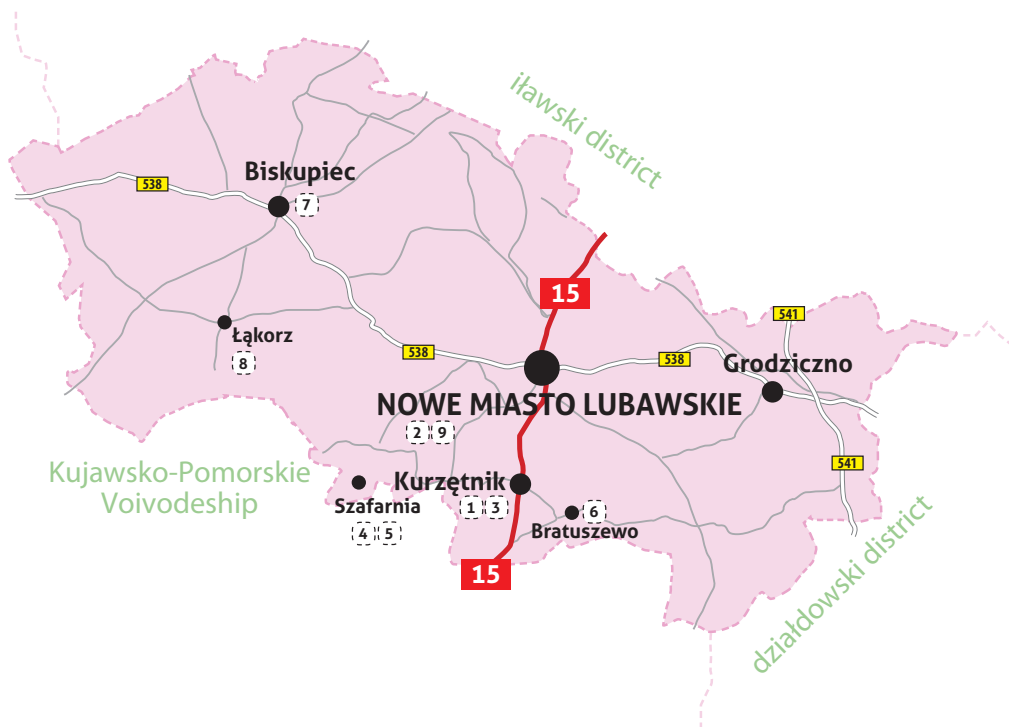 iławski district
Biskupiec
538
7
15
541
Łąkorz
8
538
538
Grodziczno
NOWE MIASTO LUBAWSKIE
2 9
541
Kujawsko-Pomorskie
Voivodeship
Kurzętnik
1 3
Szafarnia
4 5
6
Bratuszewo
15
działdowski district